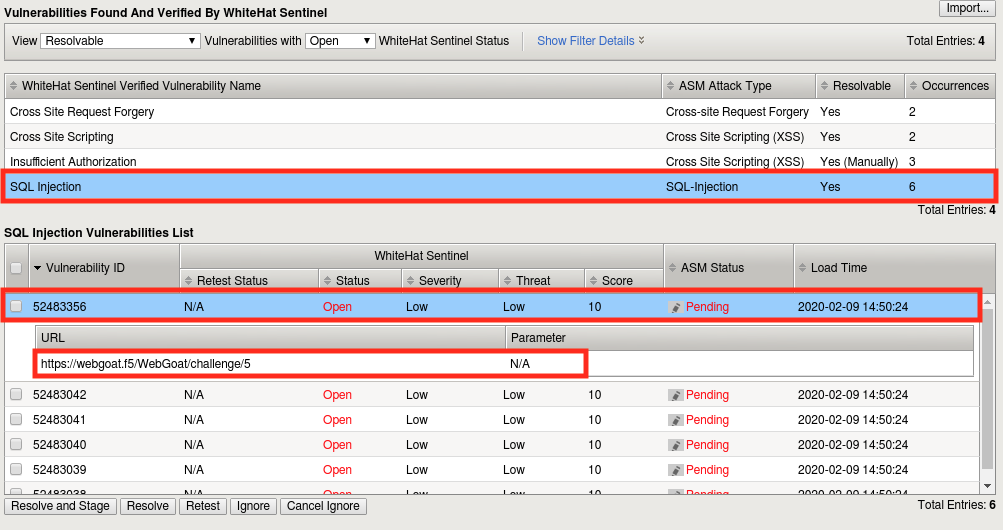 Vulnerabilities Found And Verified By WhiteHat Sentinel
Import...
View Resolvable Vulnerabilities with Open WhiteHat Sentinel Status Show Filter Details Total Entries: 4
WhiteHat Sentinel Verified Vulnerability Name ASM Attack Type Resolvable Occurrences
Cross Site Request Forgery Cross-site Request Forgery Yes 2
Cross Site Scripting Cross Site Scripting (XSS) Yes 2
Insufficient Authorization Cross Site Scripting (XSS) Yes (Manually) 3
SQL Injection SQL-Injection Yes 6
Total Entries: 4
SQL Injection Vulnerabilities List
WhiteHat Sentinel
Vulnerability ID Retest Status Status Severity Threat Score ASM Status Load Time
52483356 N/A Open Low Low 10 Pending 2020-02-09 14:50:24
URL Parameter
https://webgoat.f5/WebGoat/challenge/5 N/A
52483042 N/A Open Low Low 10 Pending 2020-02-09 14:50:24
52483041 N/A Open Low Low 10 Pending 2020-02-09 14:50:24
52483040 N/A Open Low Low 10 Pending 2020-02-09 14:50:24
52483039 N/A Open Low Low 10 Pending 2020-02-09 14:50:24
52483038 N/A Open Low Low 10 Pending 2020-02-09 14:50:24
Resolve and Stage Resolve Retest Ignore Cancel Ignore Total Entries: 6